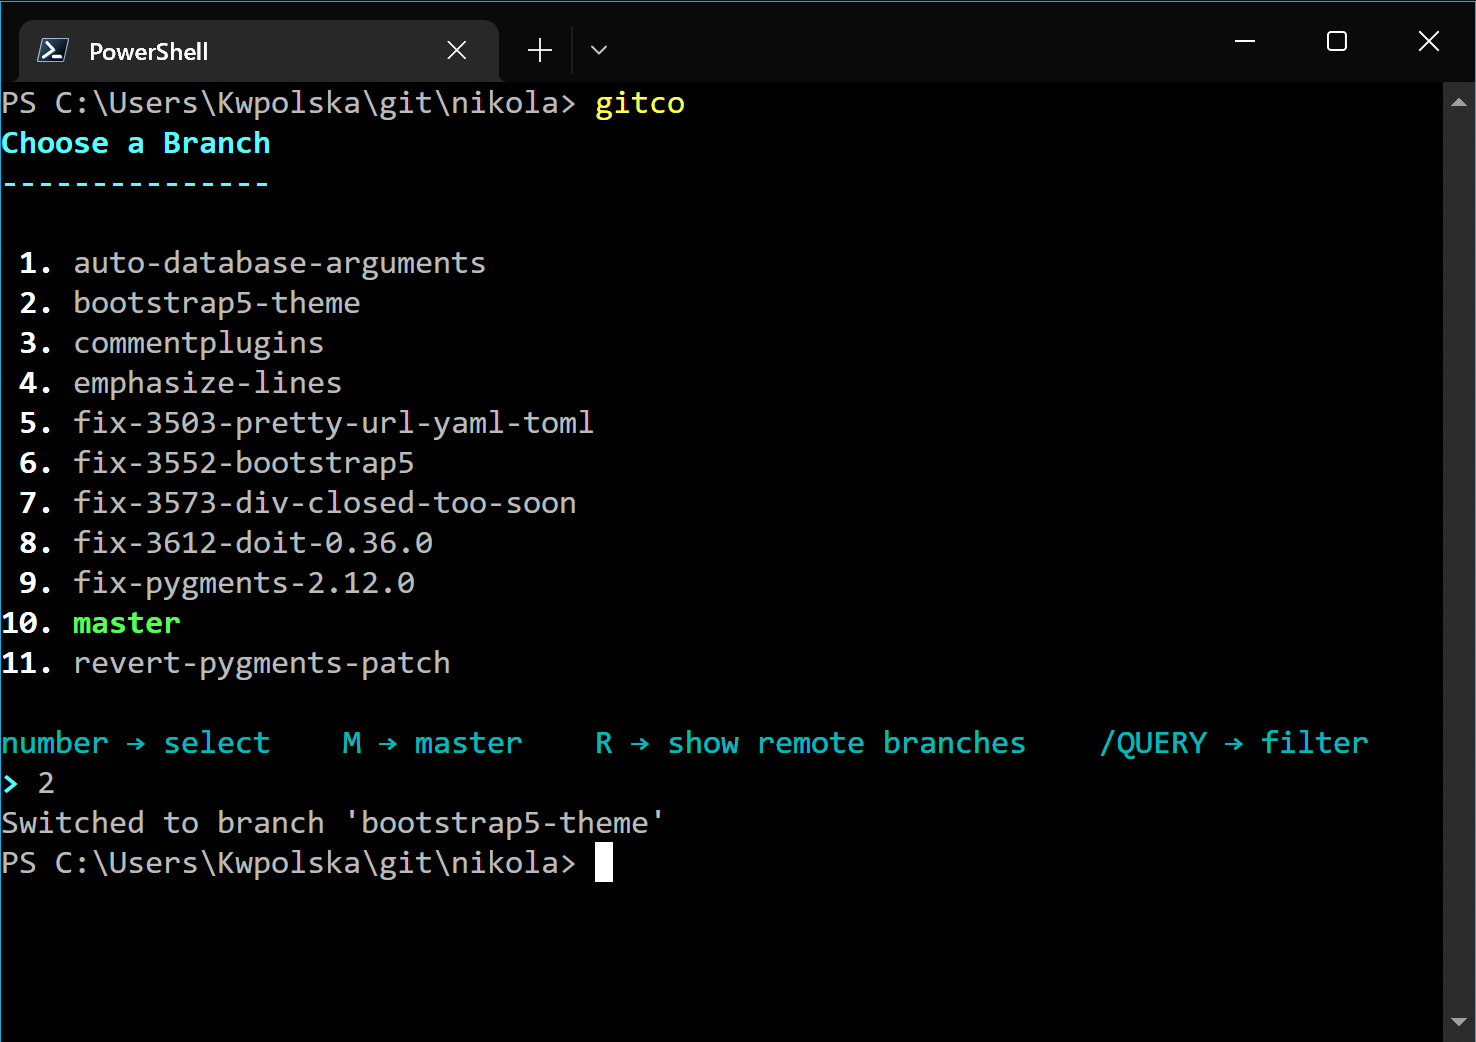 PowerShell
PS C:\Users\Kwpolska\git\nikola> gitco
Choose a Branch
---------------
1. auto-database-arguments
2. bootstrap5-theme
3. commentplugins
4. emphasize-lines
5. fix-3503-pretty-url-yaml-toml
6. fix-3552-bootstrap5
7. fix-3573-div-closed-too-soon
8. fix-3612-doit-0.36.0
9. fix-pygments-2.12.0
10. master
11. revert-pygments-patch
number → select    M → master    R → show remote branches    /QUERY → filter
> 2
Switched to branch 'bootstrap5-theme'
PS C:\Users\Kwpolska\git\nikola>